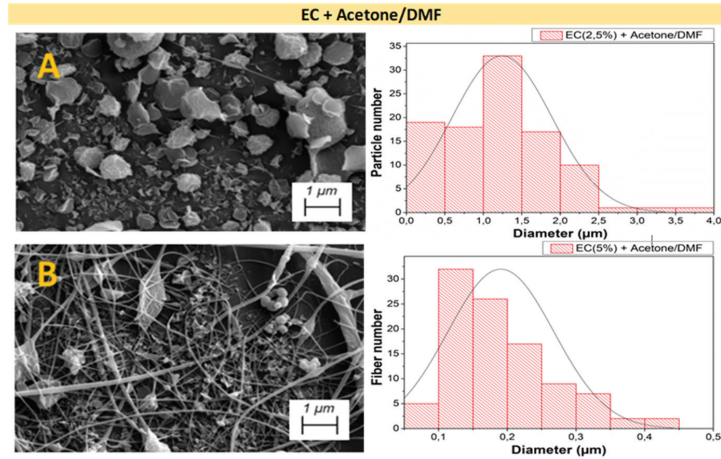 EC + Acetone/DMF
A
1 µm
EC(2,5%) + Acetone/DMF
Particle number
35
30
25
20
15
10
5
0
0,0 0,5 1,0 1,5 2,0 2,5 3,0 3,5 4,0
Diameter (µm)
B
1 µm
EC(5%) + Acetone/DMF
Fiber number
30
25
20
15
10
5
0
0,1 0,2 0,3 0,4 0,5
Diameter (µm)